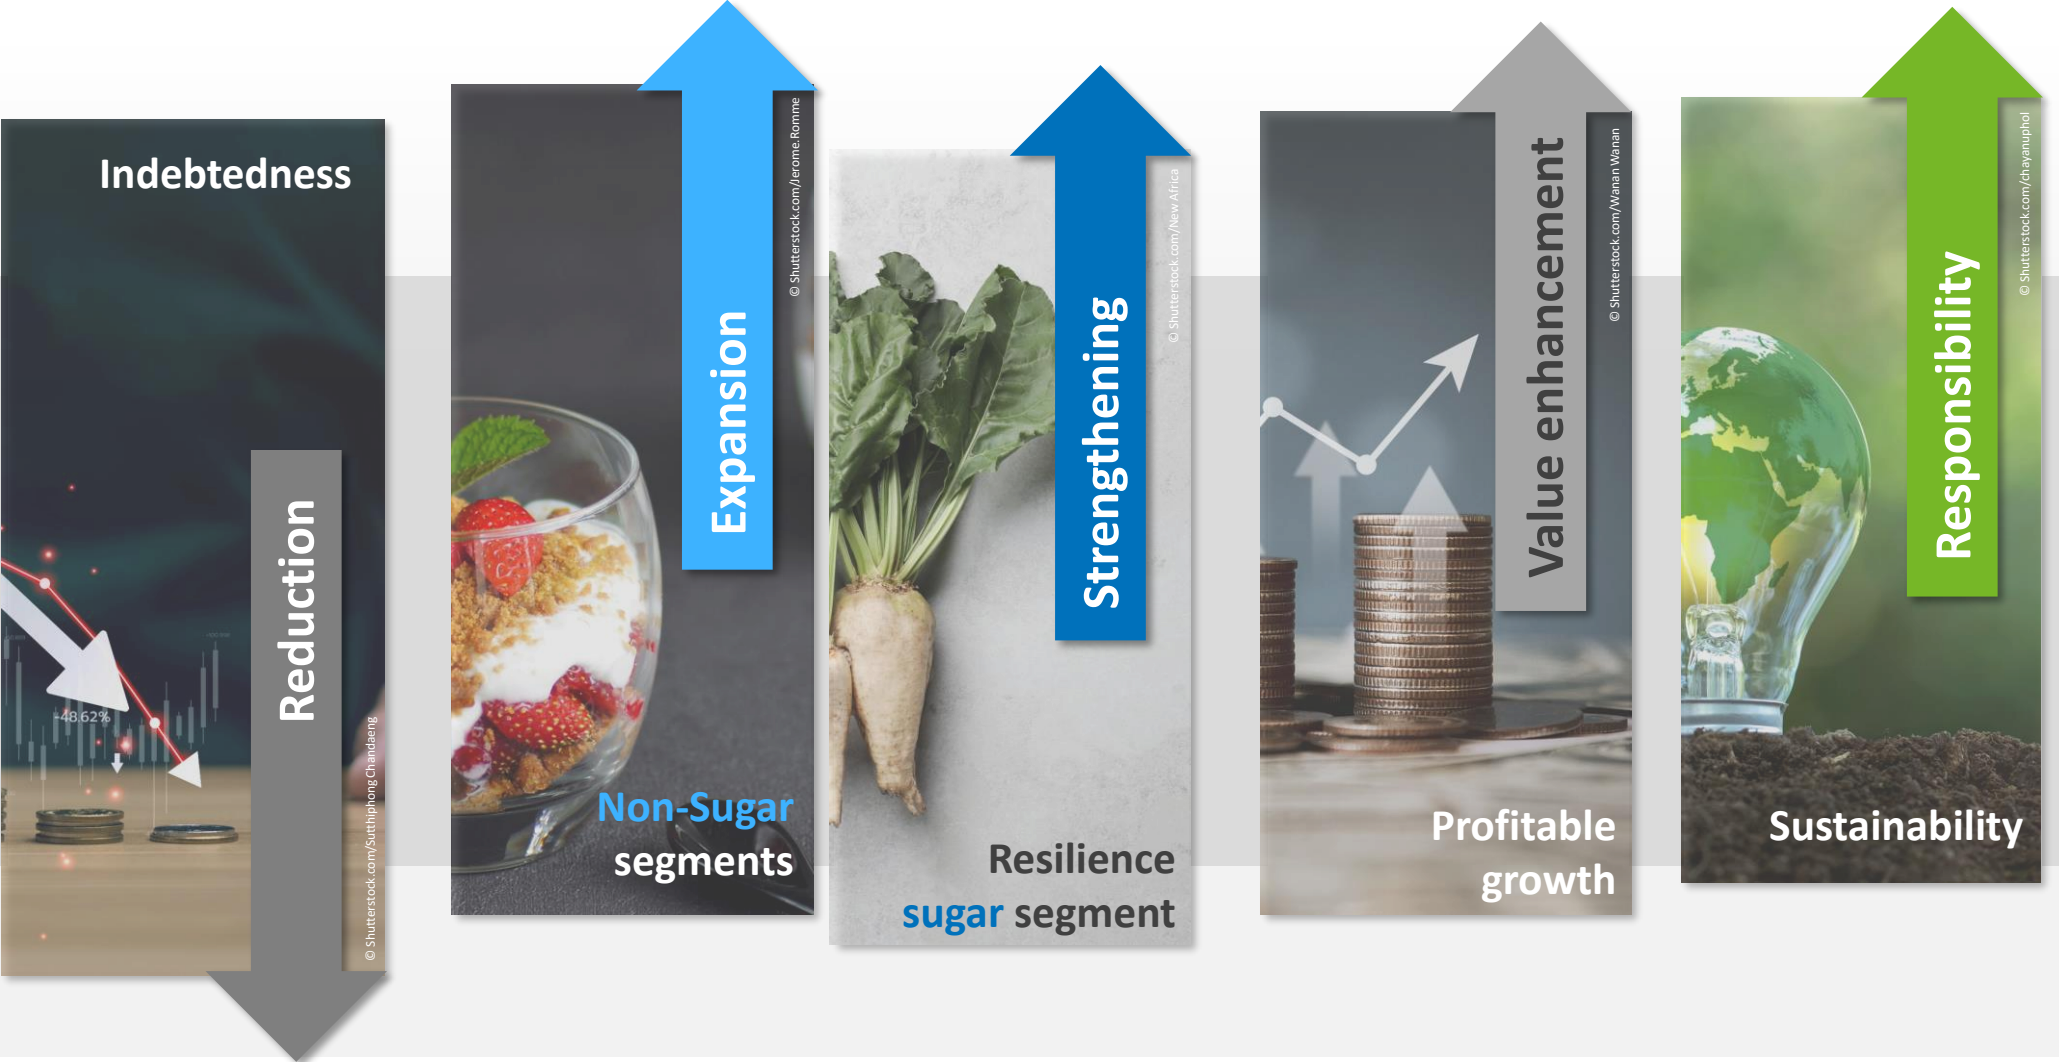 Indebtedness
Reduction
-48.62%
© Shutterstock.com/Sutthiphong Chandaeng
Expansion
© Shutterstock.com/Jerome.Romme
Non-Sugar
segments
Strengthening
© Shutterstock.com/New Africa
Resilience
sugar segment
Value enhancement
© Shutterstock.com/Wanan Wanan
Profitable
growth
Responsibility
© Shutterstock.com/chayanuphol
Sustainability